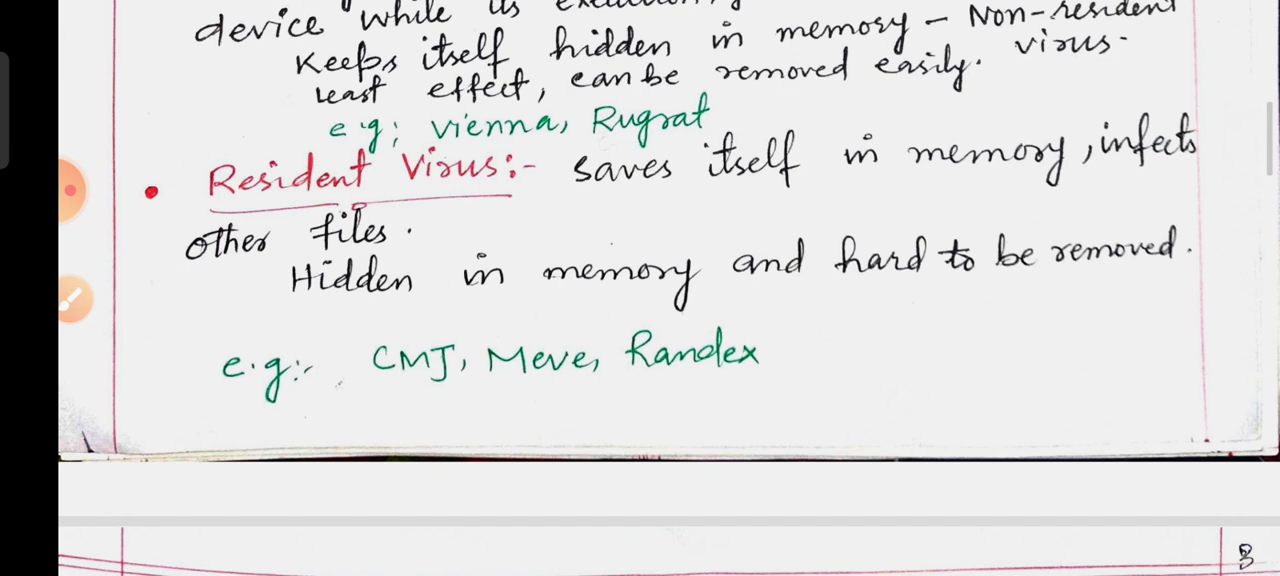 device while its
Keeps itself hidden in memory - Non-resident
virus-
Least effect, can be removed easily.
e.g; Vienna, Rugrat
• Resident Virus:- saves itself in memory, infects
other files.
Hidden in memory and hard to be removed.
e.g:- CMJ, Meve, Randex
3